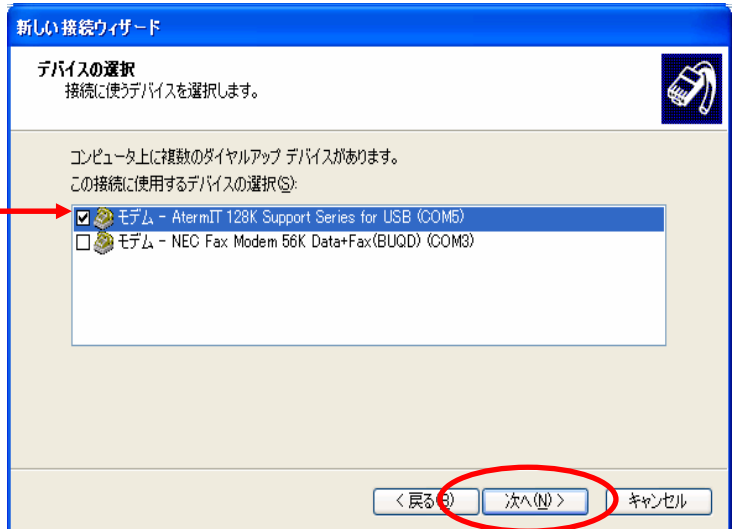 新しい接続ウィザード
デバイスの選択
接続に使うデバイスを選択します。
コンピュータ上に複数のダイヤルアップ デバイスがあります。
この接続に使用するデバイスの選択(S):
モデム - AtermIT 128K Support Series for USB (COM5)
モデム - NEC Fax Modem 56K Data+Fax(BUQD) (COM3)
< 戻る(B) 次へ(N) > キャンセル